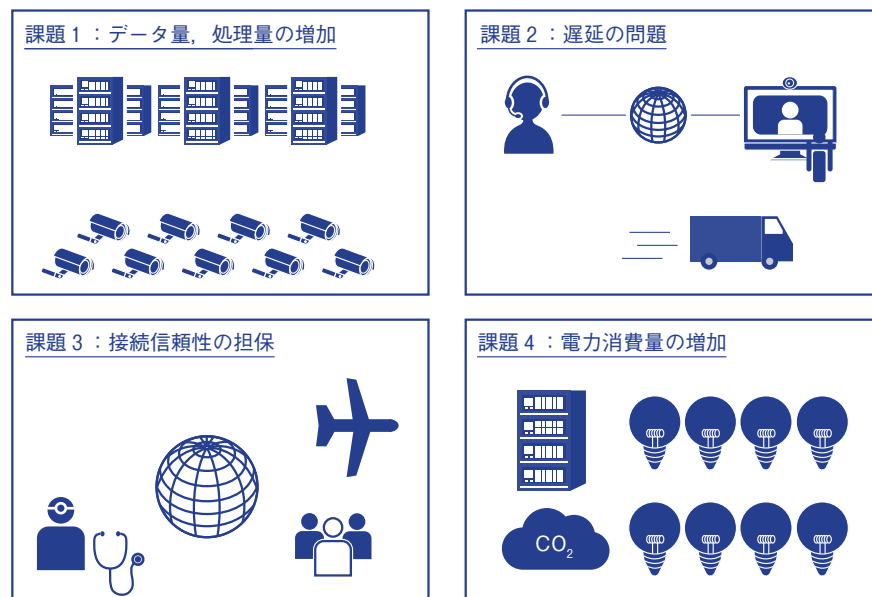 課題 1 ：データ量，処理量の増加
課題 2 ：遅延の問題
課題 3 ：接続信頼性の担保
課題 4 ：電力消費量の増加
CO₂